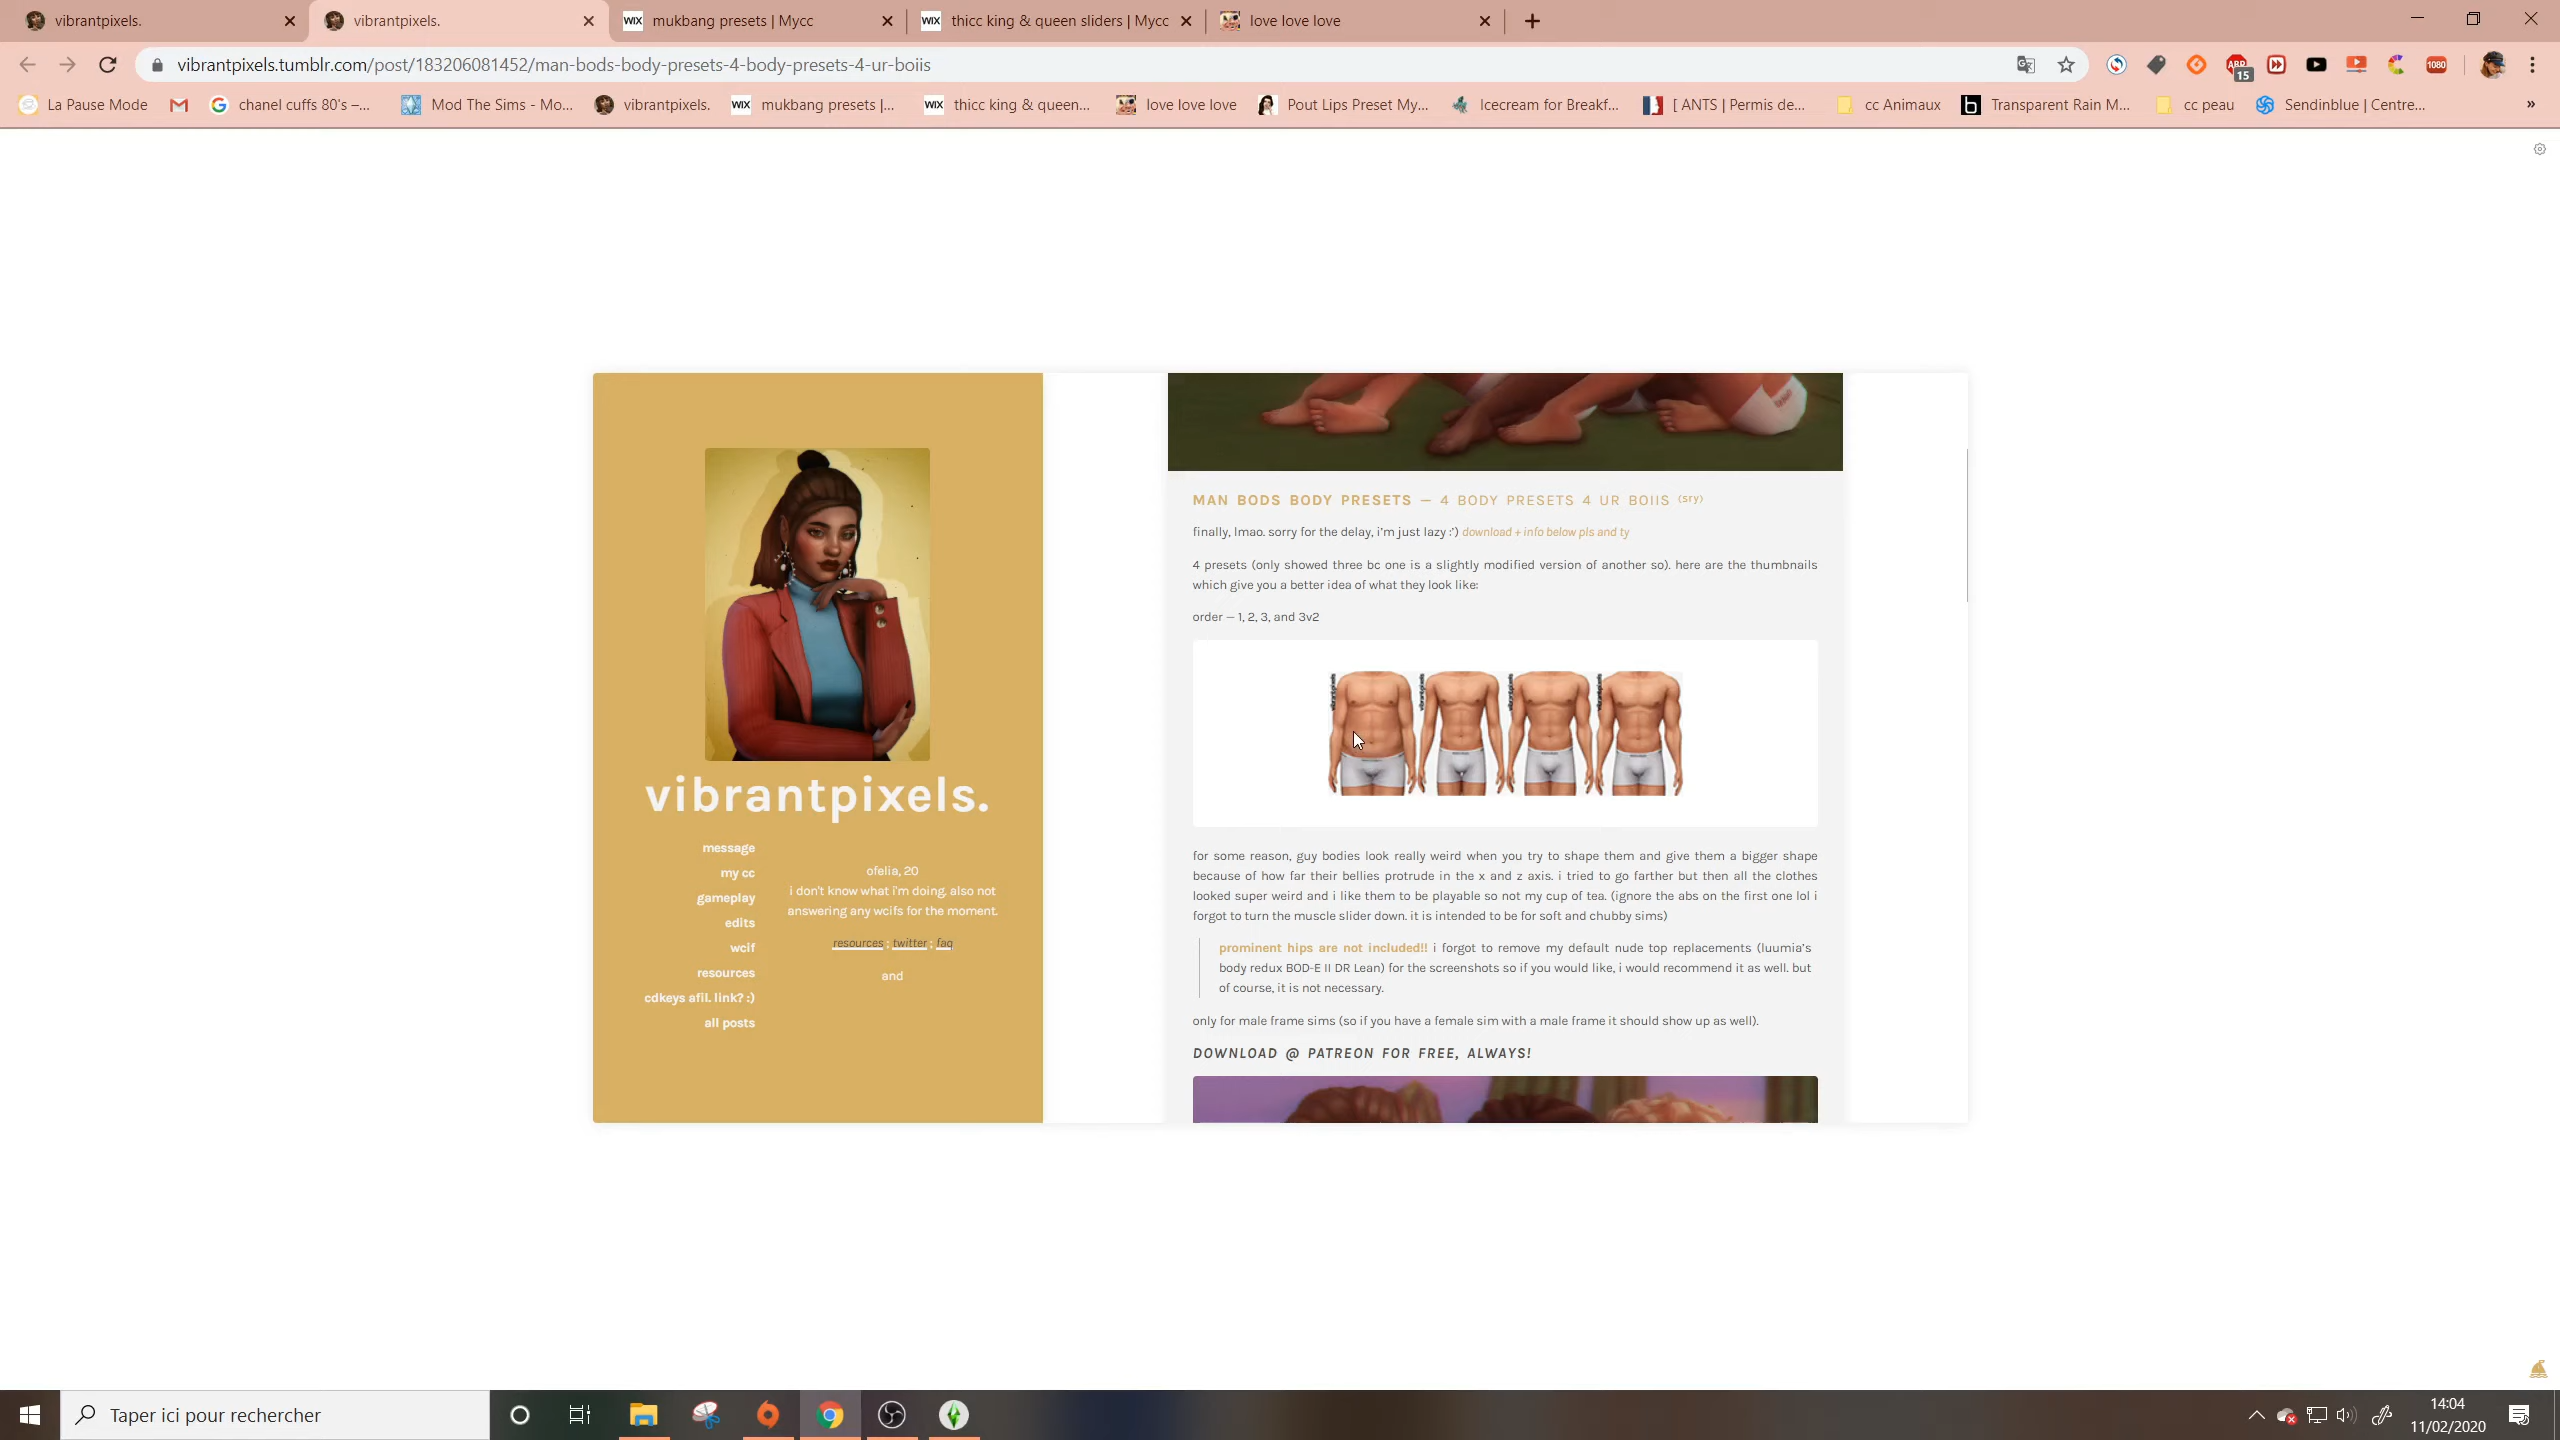 vibrantpixels.
vibrantpixels.
mukbang presets | Mycc
thicc king & queen sliders | Mycc
love love love
vibrantpixels.tumblr.com/post/183206081452/man-bods-body-presets-4-body-presets-4-ur-boiis
ABP
15
1080
La Pause Mode
chanel cuffs 80's –...
Mod The Sims - Mo...
vibrantpixels.
WIX
mukbang presets |...
WIX
thicc king & queen...
love love love
Pout Lips Preset My...
Icecream for Breakf...
[ ANTS | Permis de...
cc Animaux
Transparent Rain M...
cc peau
Sendinblue | Centre...
»
MAN BODS BODY PRESETS — 4 BODY PRESETS 4 UR BOIIS (sry)
finally, lmao. sorry for the delay, i'm just lazy :') download + info below pls and ty
4 presets (only showed three bc one is a slightly modified version of another so). here are the thumbnails
which give you a better idea of what they look like:
order — 1, 2, 3, and 3v2
for some reason, guy bodies look really weird when you try to shape them and give them a bigger shape
because of how far their bellies protrude in the x and z axis. i tried to go farther but then all the clothes
looked super weird and i like them to be playable so not my cup of tea. (ignore the abs on the first one lol i
forgot to turn the muscle slider down. it is intended to be for soft and chubby sims)
prominent hips are not included!! i forgot to remove my default nude top replacements (luumia's
body redux BOD-E II DR Lean) for the screenshots so if you would like, i would recommend it as well. but
of course, it is not necessary.
only for male frame sims (so if you have a female sim with a male frame it should show up as well).
DOWNLOAD @ PATREON FOR FREE, ALWAYS!
vibrantpixels.
message
my cc
gameplay
edits
wcif
resources
cdkeys afil. link? :)
all posts
ofelia, 20
i don't know what i'm doing. also not
answering any wcifs for the moment.
resources : twitter : faq
and
Taper ici pour rechercher
14:04
11/02/2020